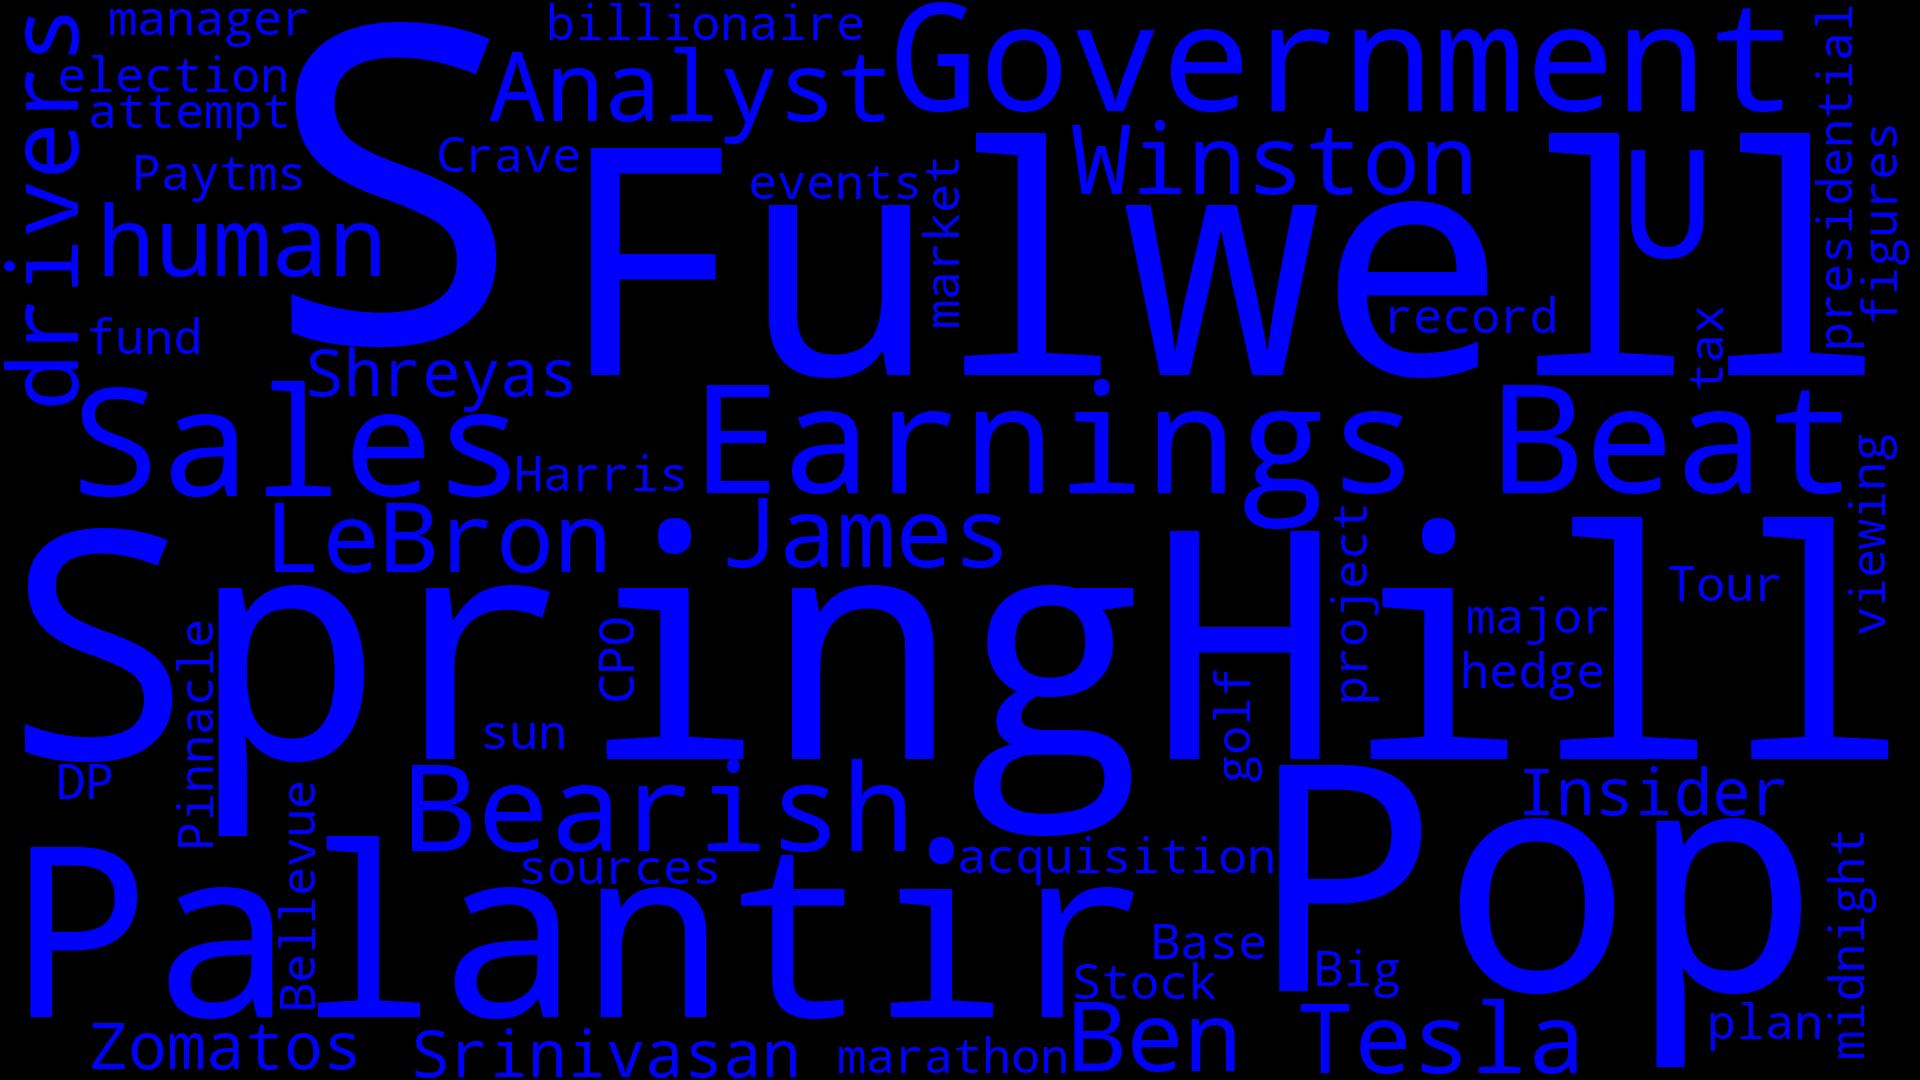 manager
billionaire
Government
drivers
election
S
Analyst
presidential
attempt
Crave
Winston
figures
Paytms
Fulwell
events
market
U
human
record
tax
fund
Shreyas
Sales
Earnings Beat
Harris
viewing
LeBron James
project
SpringHill
Tour
major
CPO
hedge
Pinnacle
golf
sun
DP
Bearish
Pop
Insider
Bellevue
Palantir
sources
acquisition
midnight
Base
Big
Stock
Zomatos
Srinivasan
marathon
Ben
Tesla
plan